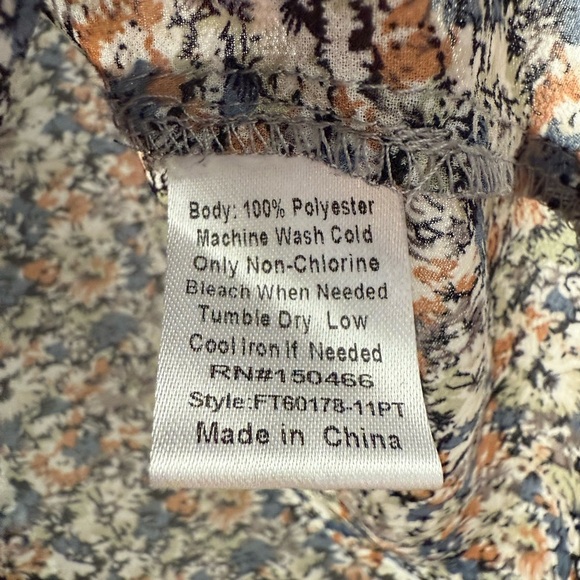 Body: 100% Polyester
Machine Wash Cold
Only Non-Chlorine
Bleach When Needed
Tumble Dry Low
Cool Iron If Needed
RN#150466
Style:FT60178-11PT
Made in China